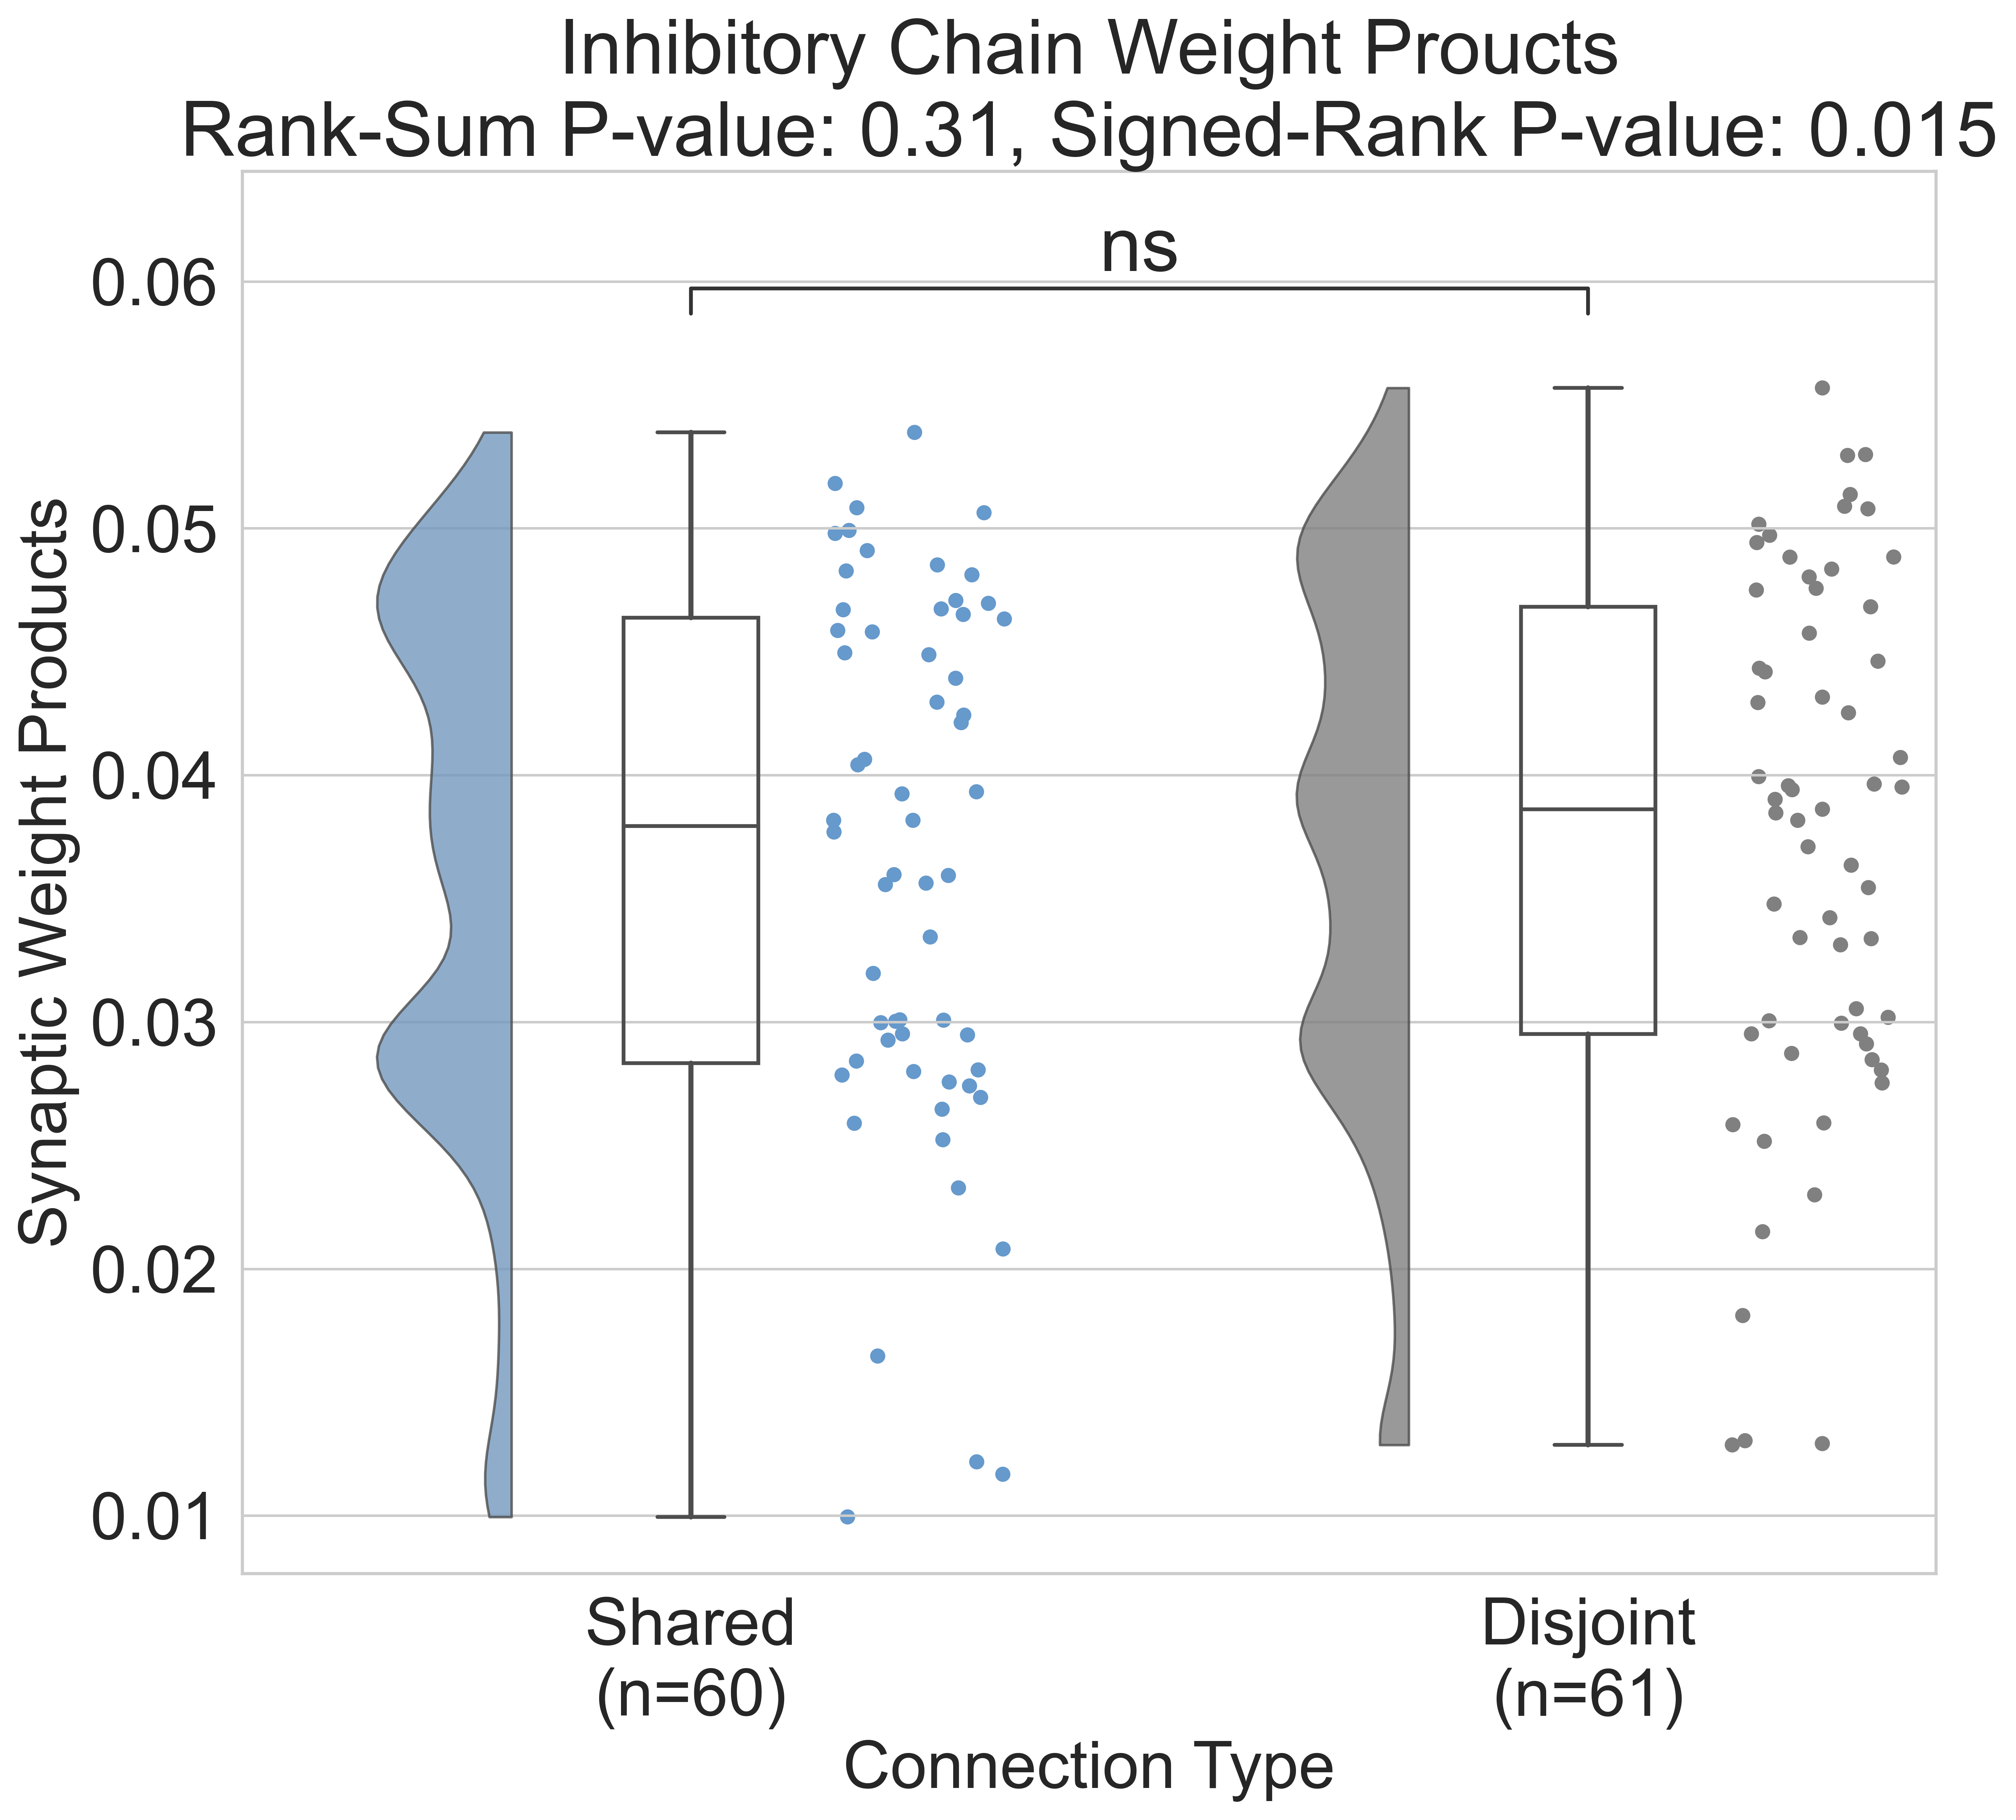 Inhibitory Chain Weight Proucts
Rank-Sum P-value: 0.31, Signed-Rank P-value: 0.015
ns
0.06
0.05
0.04
0.03
0.02
0.01
Synaptic Weight Products
Shared
(n=60)
Disjoint
(n=61)
Connection Type